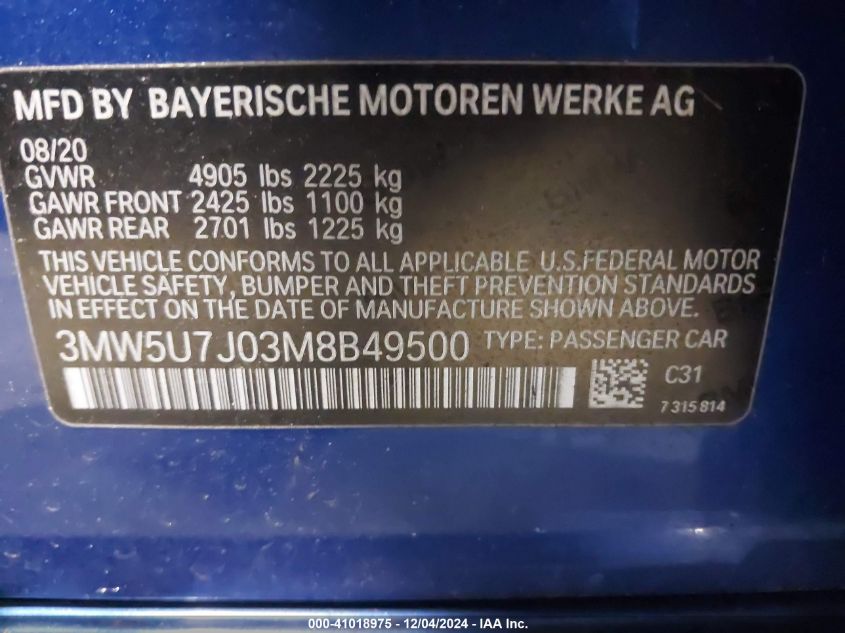 MFD BY BAYERISCHE MOTOREN WERKE AG
08/20
GVWR 4905 lbs 2225 kg
GAWR FRONT 2425 lbs 1100 kg
GAWR REAR 2701 lbs 1225 kg
THIS VEHICLE CONFORMS TO ALL APPLICABLE U.S.FEDERAL MOTOR
VEHICLE SAFETY, BUMPER AND THEFT PREVENTION STANDARDS
IN EFFECT ON THE DATE OF MANUFACTURE SHOWN ABOVE.
3MW5U7J03M8B49500 TYPE: PASSENGER CAR
C31
7315814
000-41018975 - 12/04/2024 - IAA Inc.